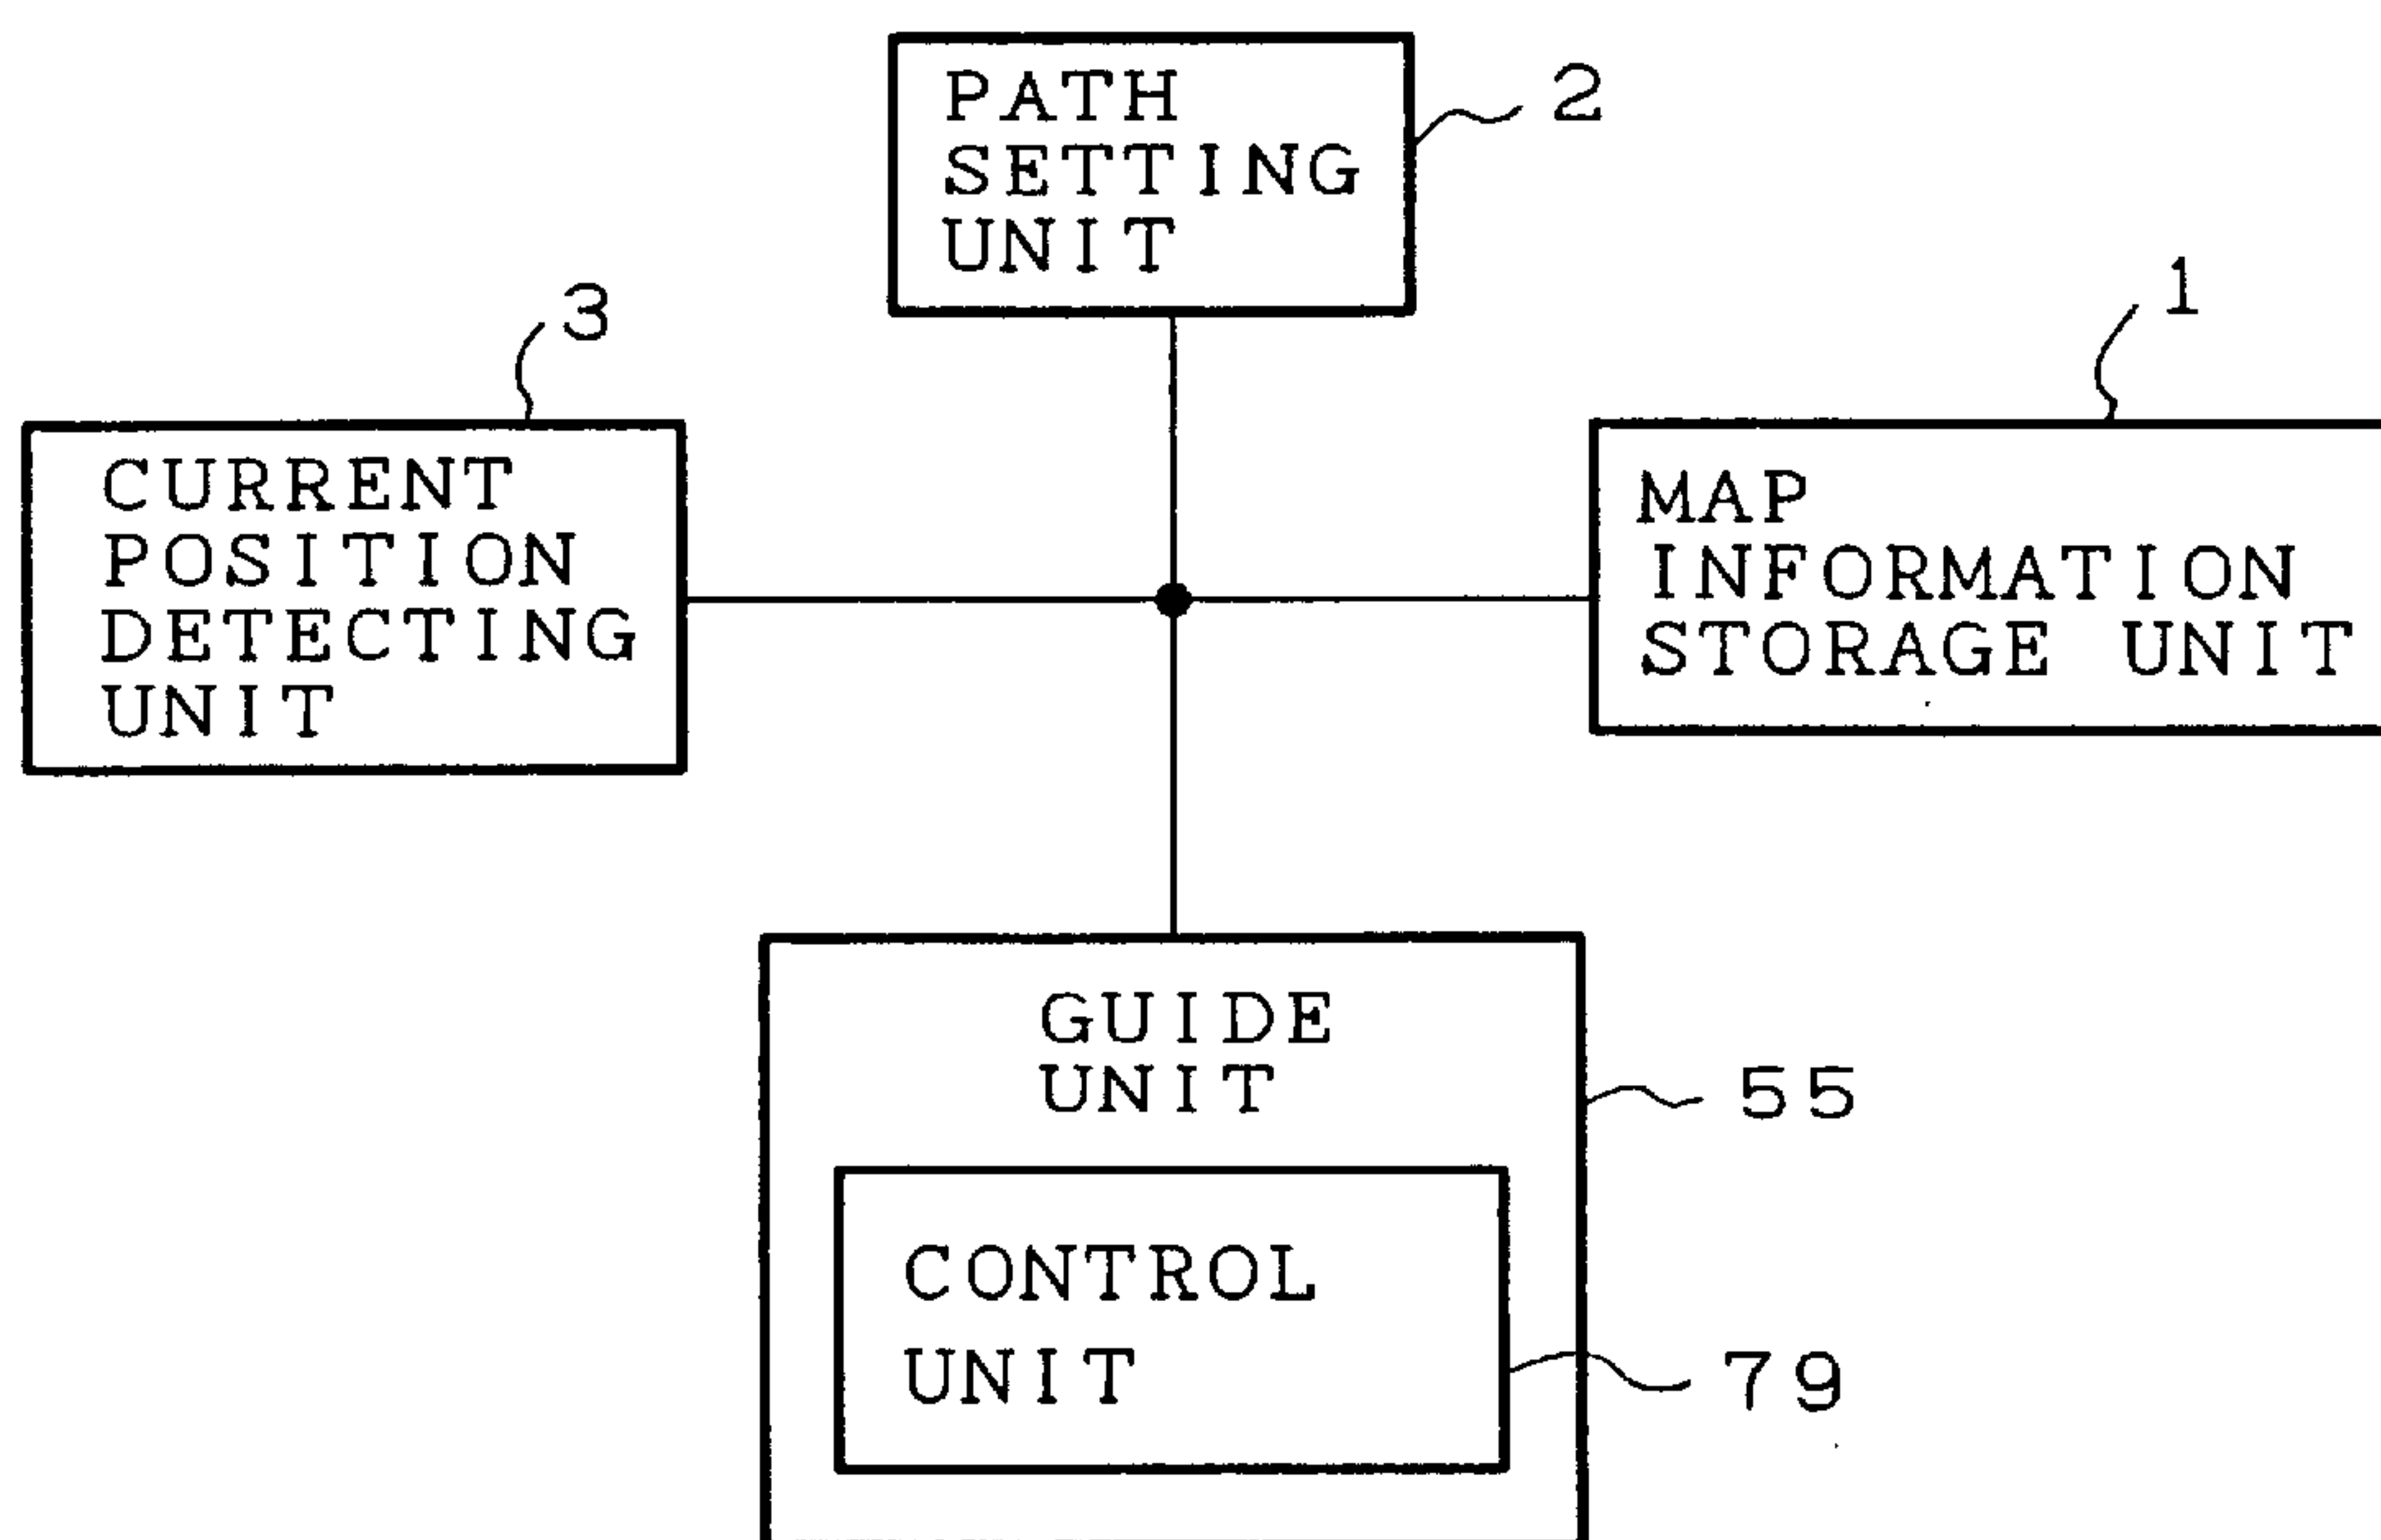 PATH
SETTING
UNIT
2
3
1
CURRENT
POSITION
DETECTING
UNIT
MAP
INFORMATION
STORAGE UNIT
GUIDE
UNIT
55
CONTROL
UNIT
79